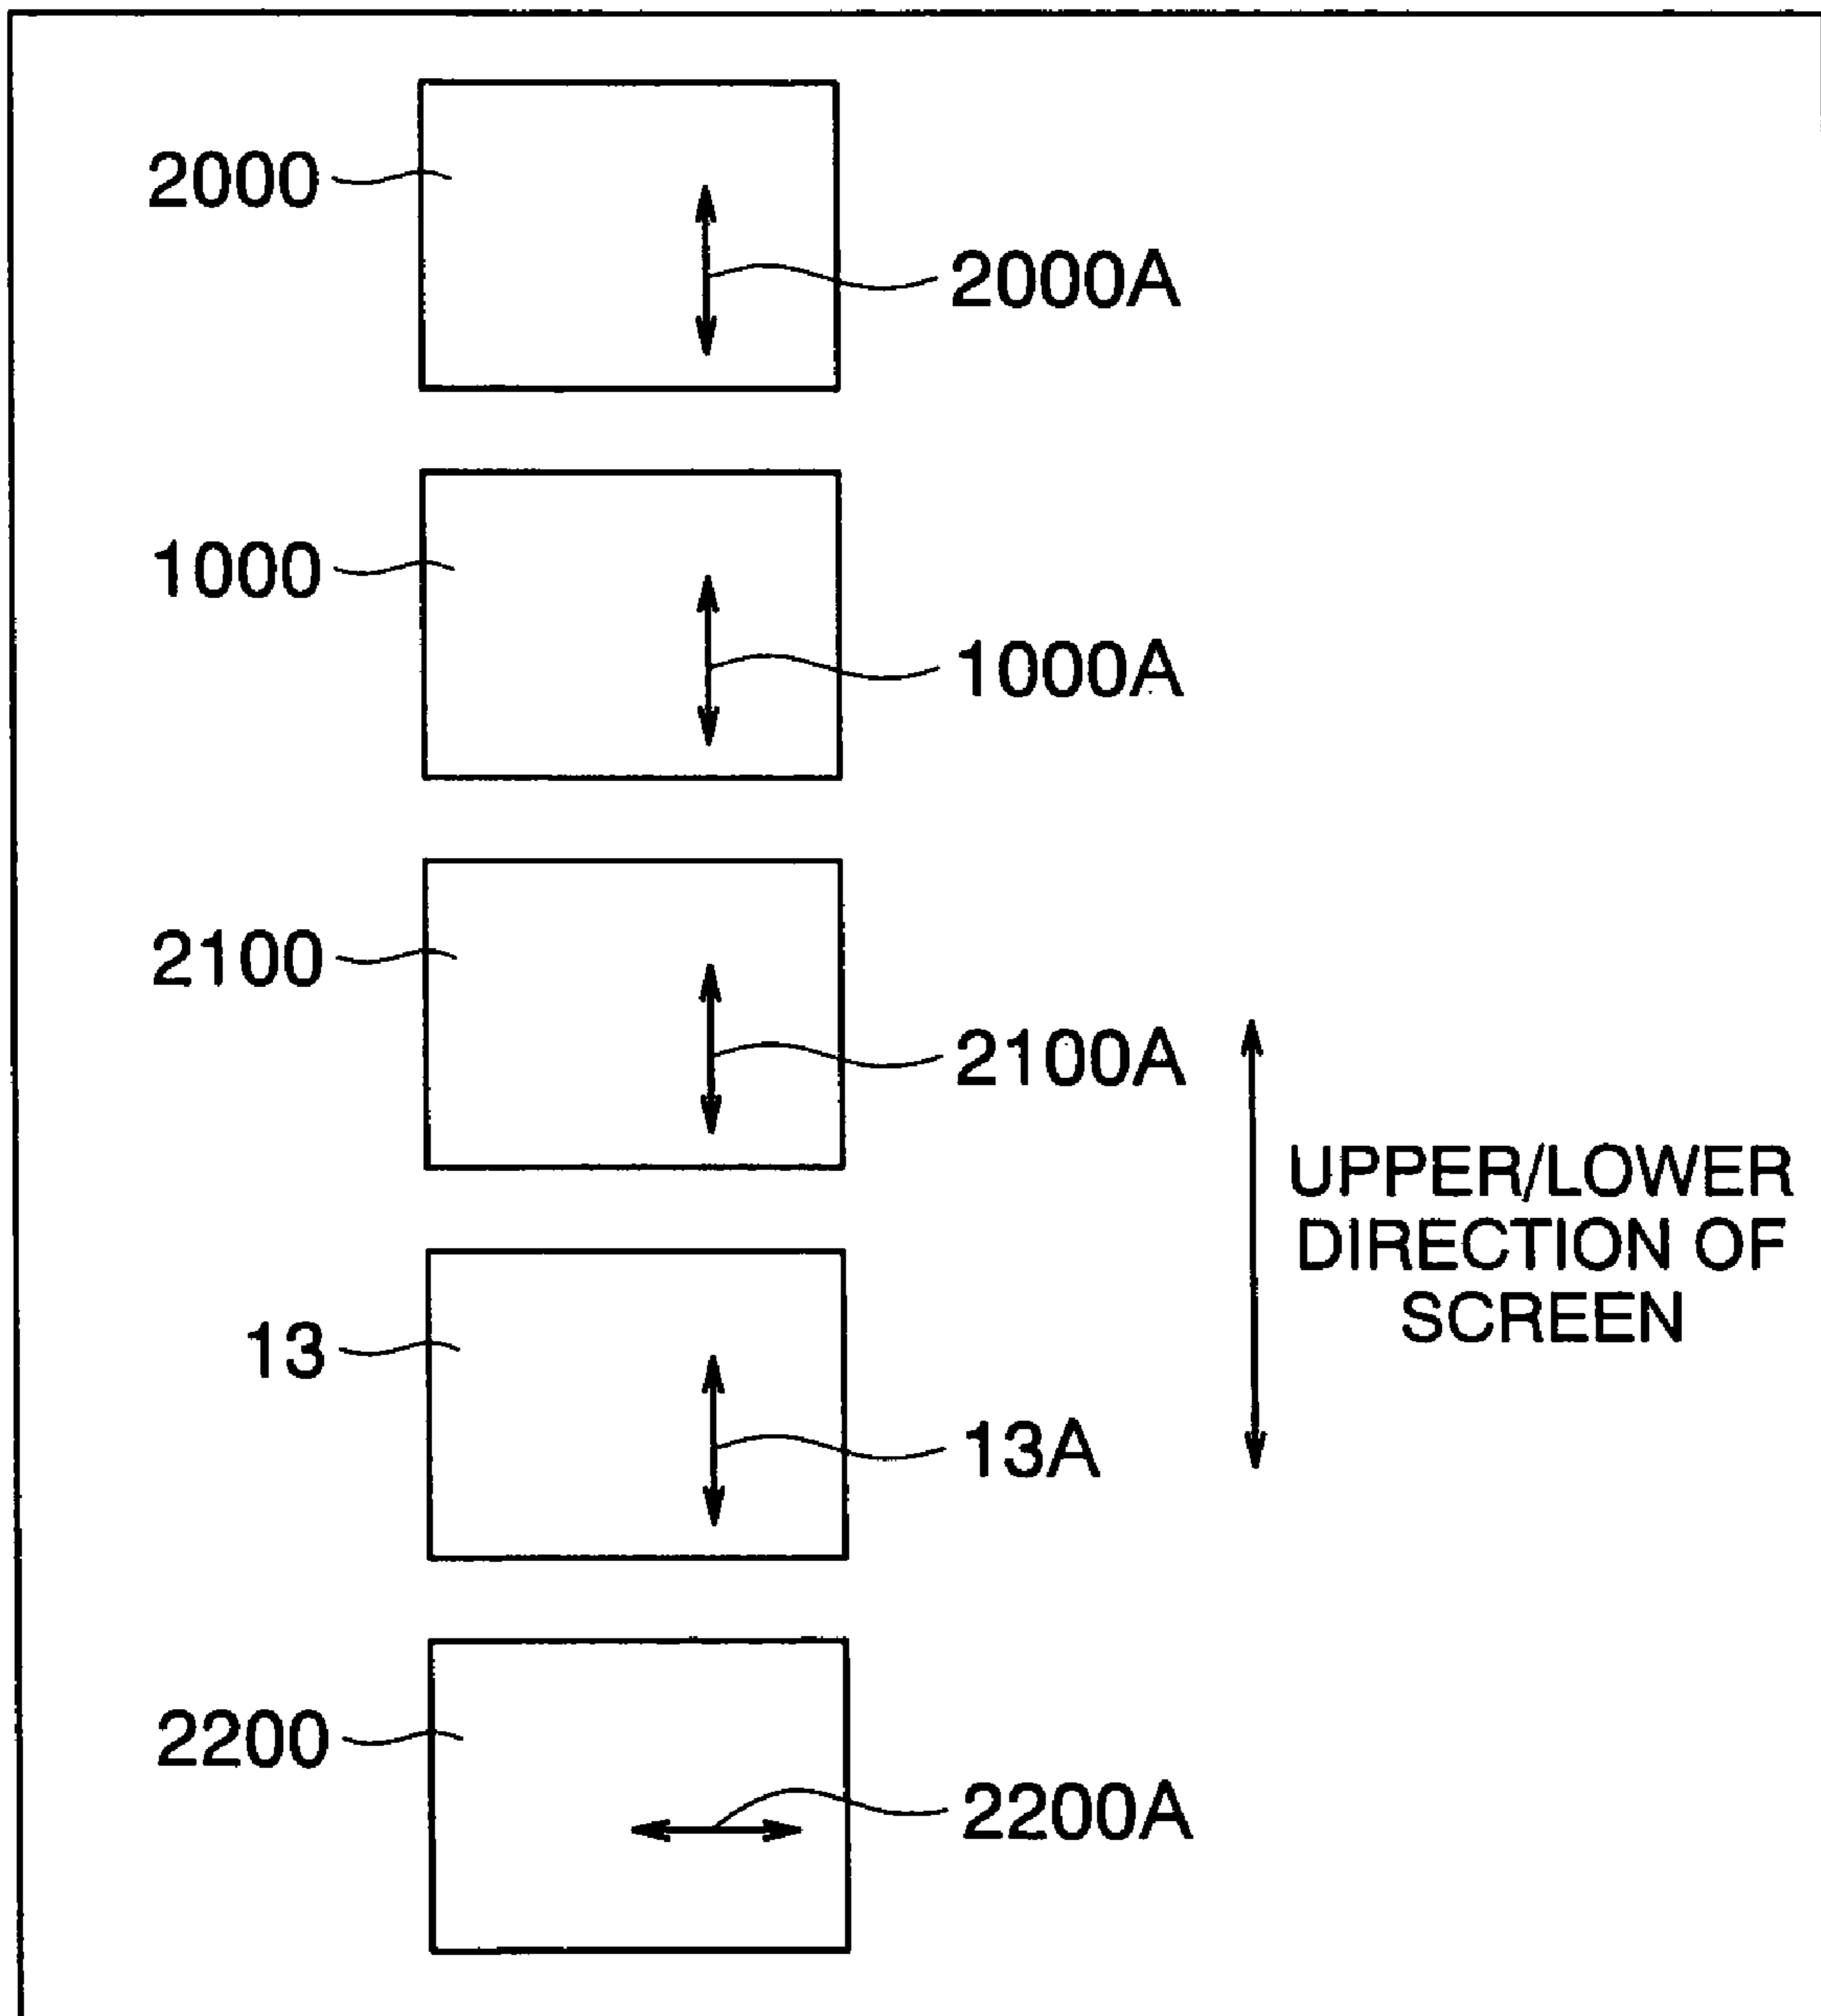 2000
2000A
1000
1000A
2100
2100A
UPPER/LOWER
DIRECTION OF
SCREEN
13
13A
2200
2200A